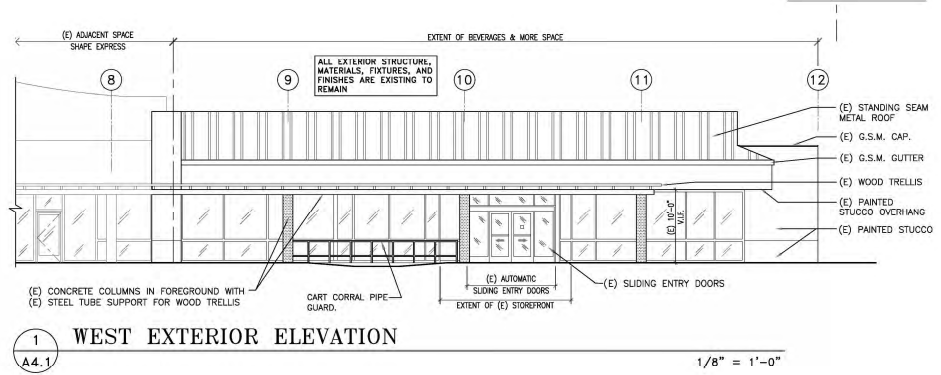 (E) ADJACENT SPACE
SHAPE EXPRESS
EXTENT OF BEVERAGES & MORE SPACE
ALL EXTERIOR STRUCTURE,
MATERIALS, FIXTURES, AND
FINISHES ARE EXISTING TO
REMAIN
8
9
10
11
12
(E) STANDING SEAM
METAL ROOF
(E) G.S.M. CAP.
(E) G.S.M. GUTTER
(E) WOOD TRELLIS
(E) PAINTED
STUCCO OVERHANG
(E) PAINTED STUCCO
(E) 10'-0"
V.I.F.
(E) CONCRETE COLUMNS IN FOREGROUND WITH
(E) STEEL TUBE SUPPORT FOR WOOD TRELLIS
CART CORRAL PIPE
GUARD.
(E) AUTOMATIC
SLIDING ENTRY DOORS
EXTENT OF (E) STOREFRONT
(E) SLIDING ENTRY DOORS
1
A4.1
WEST EXTERIOR ELEVATION
1/8" = 1'-0"